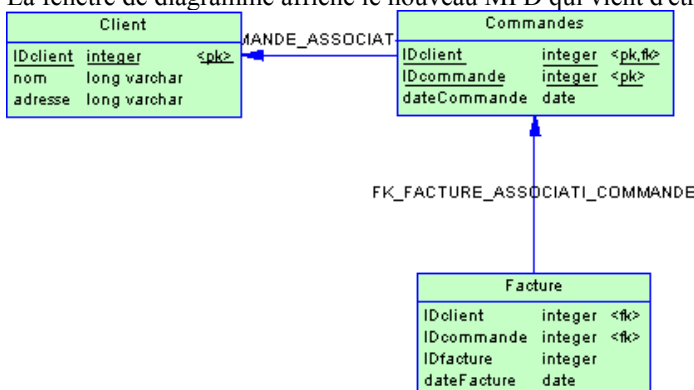 La fenêtre de diagramme affiche le nouveau MPD qui vient d'êt
Client
IDclient integer <pk>
nom long varchar
adresse long varchar
MANDE_ASSOCIAT
Commandes
IDclient integer <pk,fk>
IDcommande integer <pk>
dateCommande date
FK_FACTURE_ASSOCIATI_COMMANDE
Facture
IDclient integer <fk>
IDcommande integer <fk>
IDfacture integer
dateFacture date